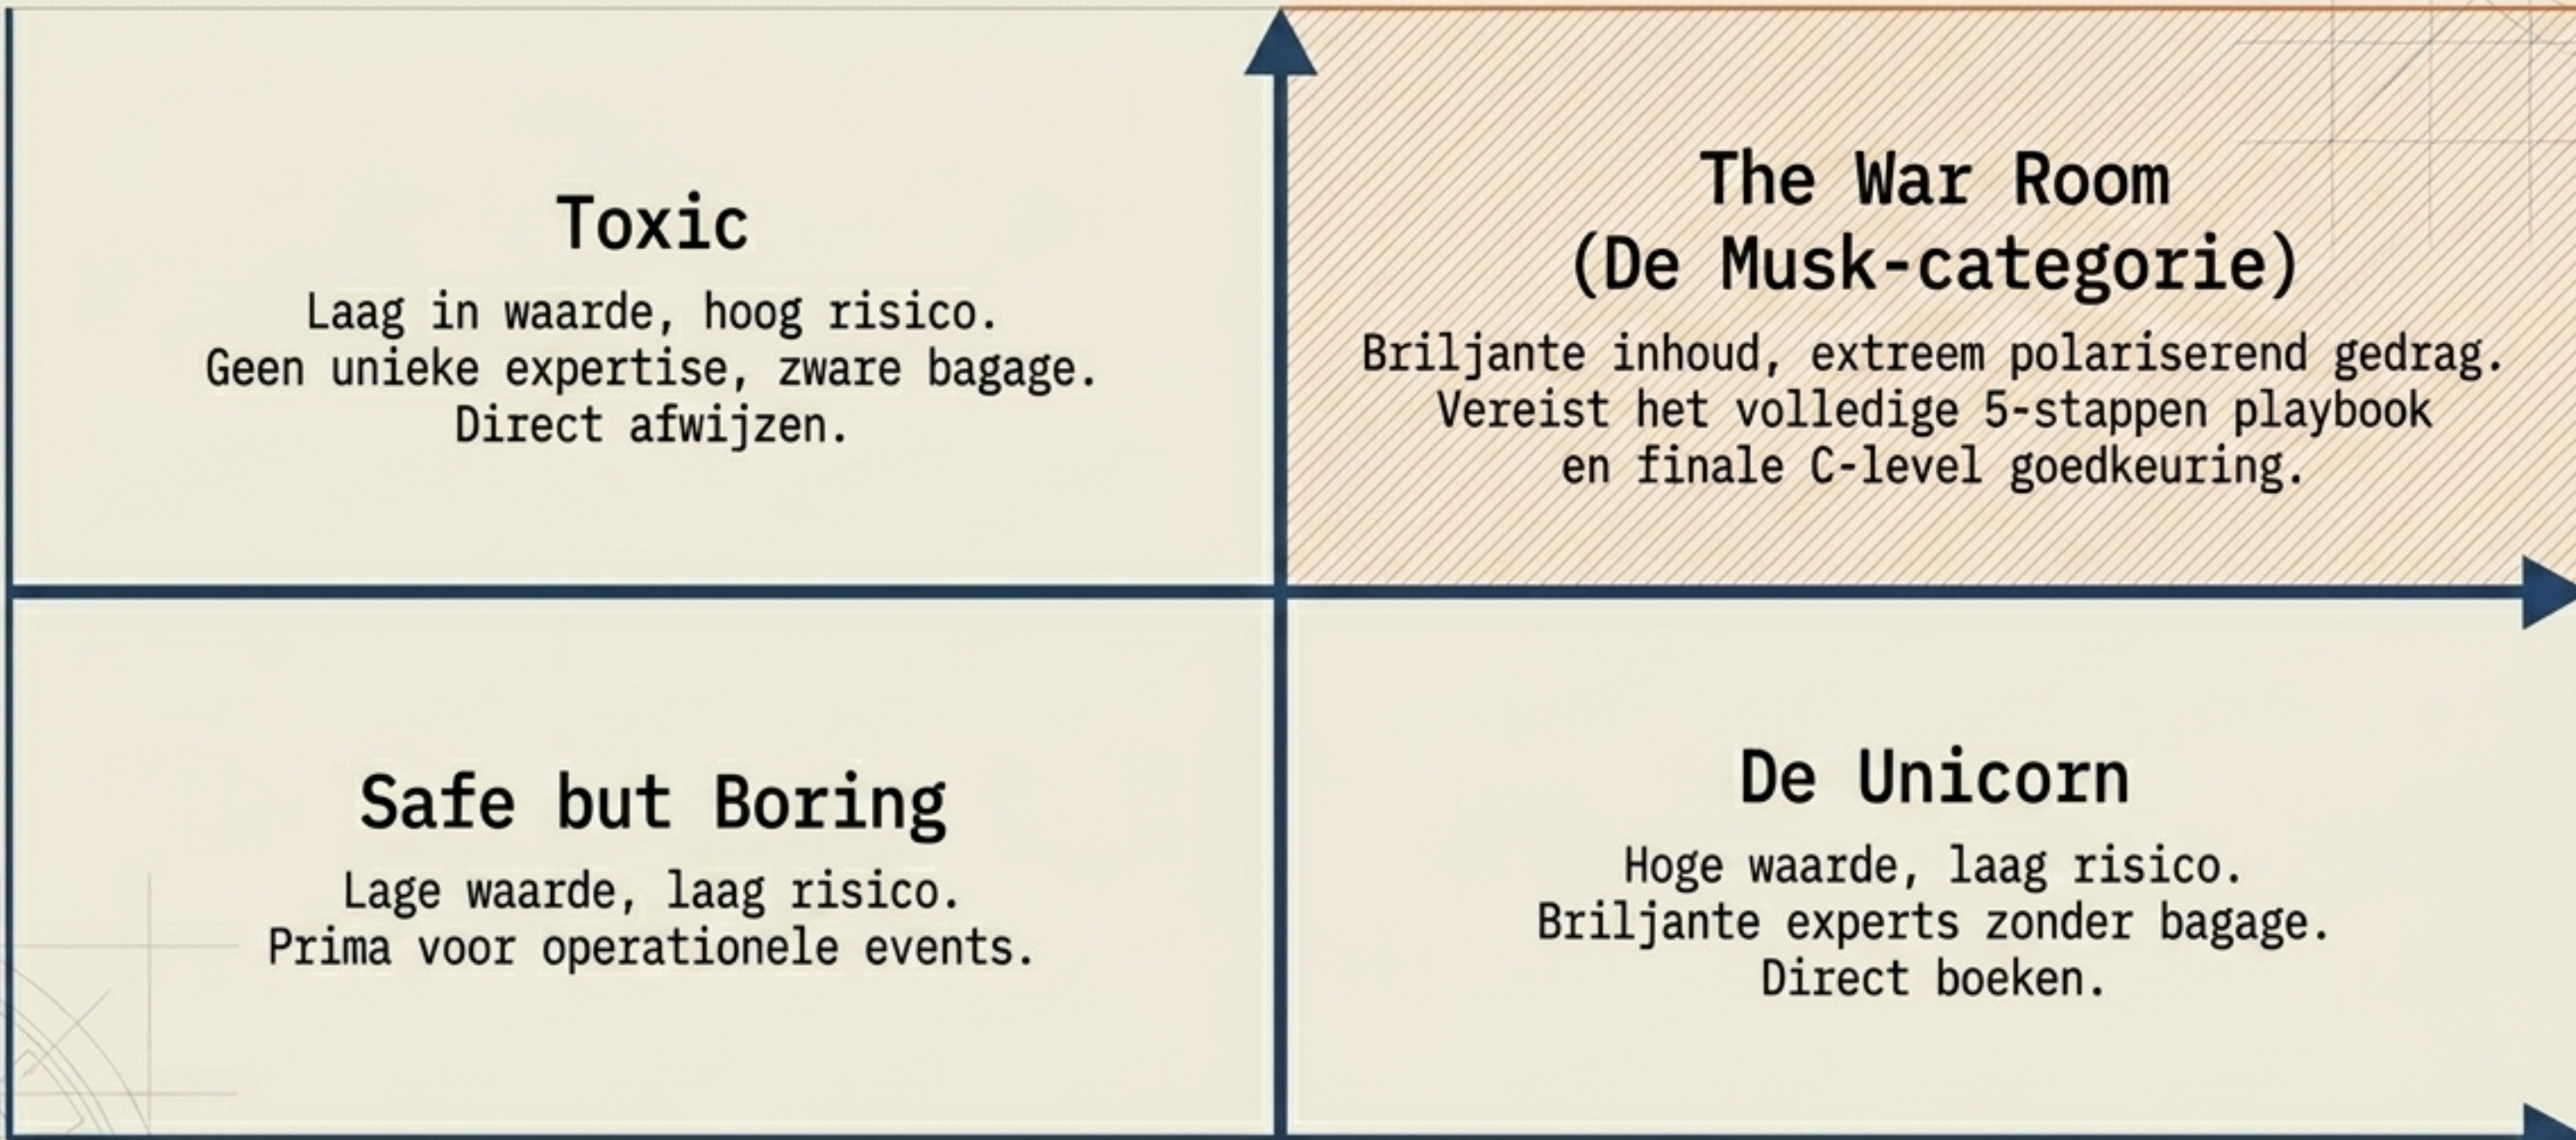 Toxic
Laag in waarde, hoog risico.
Geen unieke expertise, zware bagage.
Direct afwijzen.
The War Room
(De Musk-categorie)
Briljante inhoud, extreem polariserend gedrag.
Vereist het volledige 5-stappen playbook
en finale C-level goedkeuring.
Safe but Boring
Lage waarde, laag risico.
Prima voor operationele events.
De Unicorn
Hoge waarde, laag risico.
Briljante experts zonder bagage.
Direct boeken.